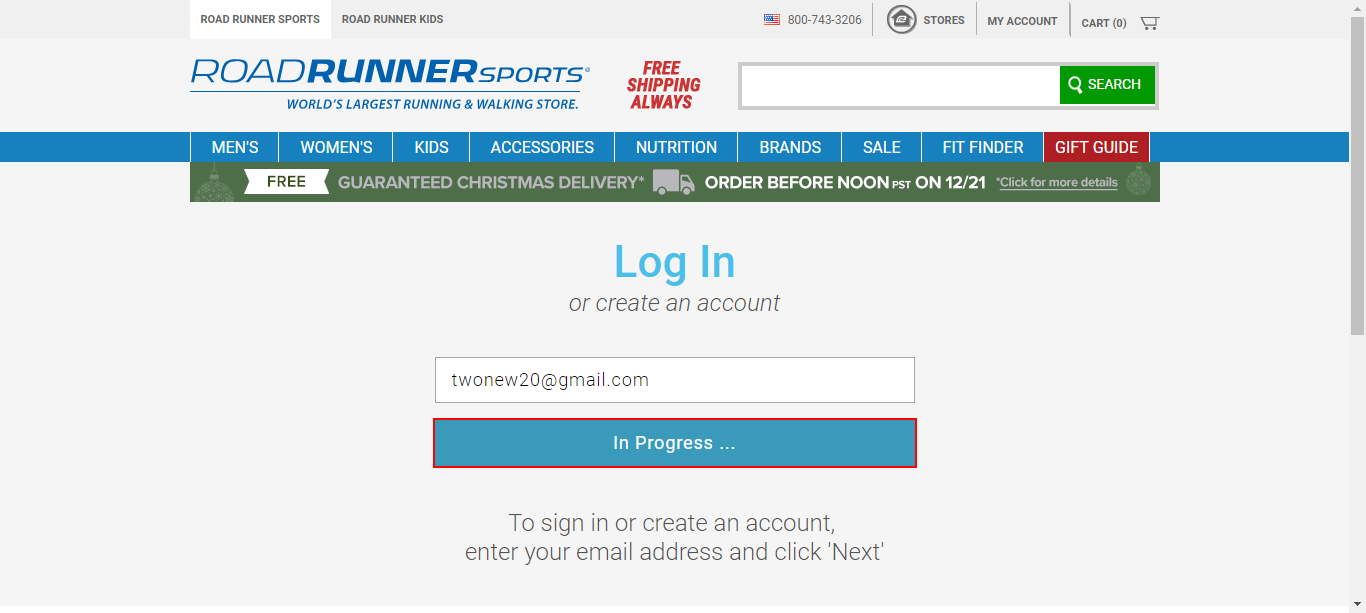 ROAD RUNNER SPORTS
ROAD RUNNER KIDS
800-743-3206
STORES
MY ACCOUNT
CART (0)
ROADRUNNERSPORTS®
WORLD'S LARGEST RUNNING & WALKING STORE.
FREE
SHIPPING
ALWAYS
SEARCH
MEN'S
WOMEN'S
KIDS
ACCESSORIES
NUTRITION
BRANDS
SALE
FIT FINDER
GIFT GUIDE
FREE GUARANTEED CHRISTMAS DELIVERY* ORDER BEFORE NOON PST ON 12/21 *Click for more details
Log In
or create an account
twonew20@gmail.com
In Progress ...
To sign in or create an account,
enter your email address and click 'Next'